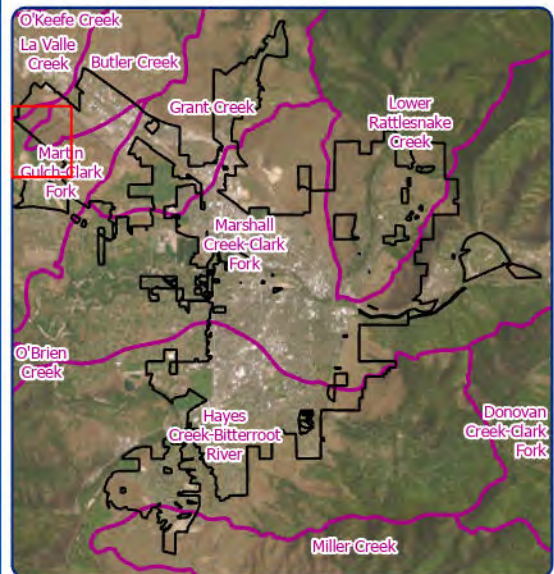 O'Keefe Creek
La Valle
Creek
Butler Creek
Grant Creek
Lower
Rattlesnake
Creek
Martin
Gulch-Clark
Fork
Marshall
Creek-Clark
Fork
O'Brien
Creek
Hayes
Creek-Bitterroot
River
Donovan
Creek-Clark
Fork
Miller Creek